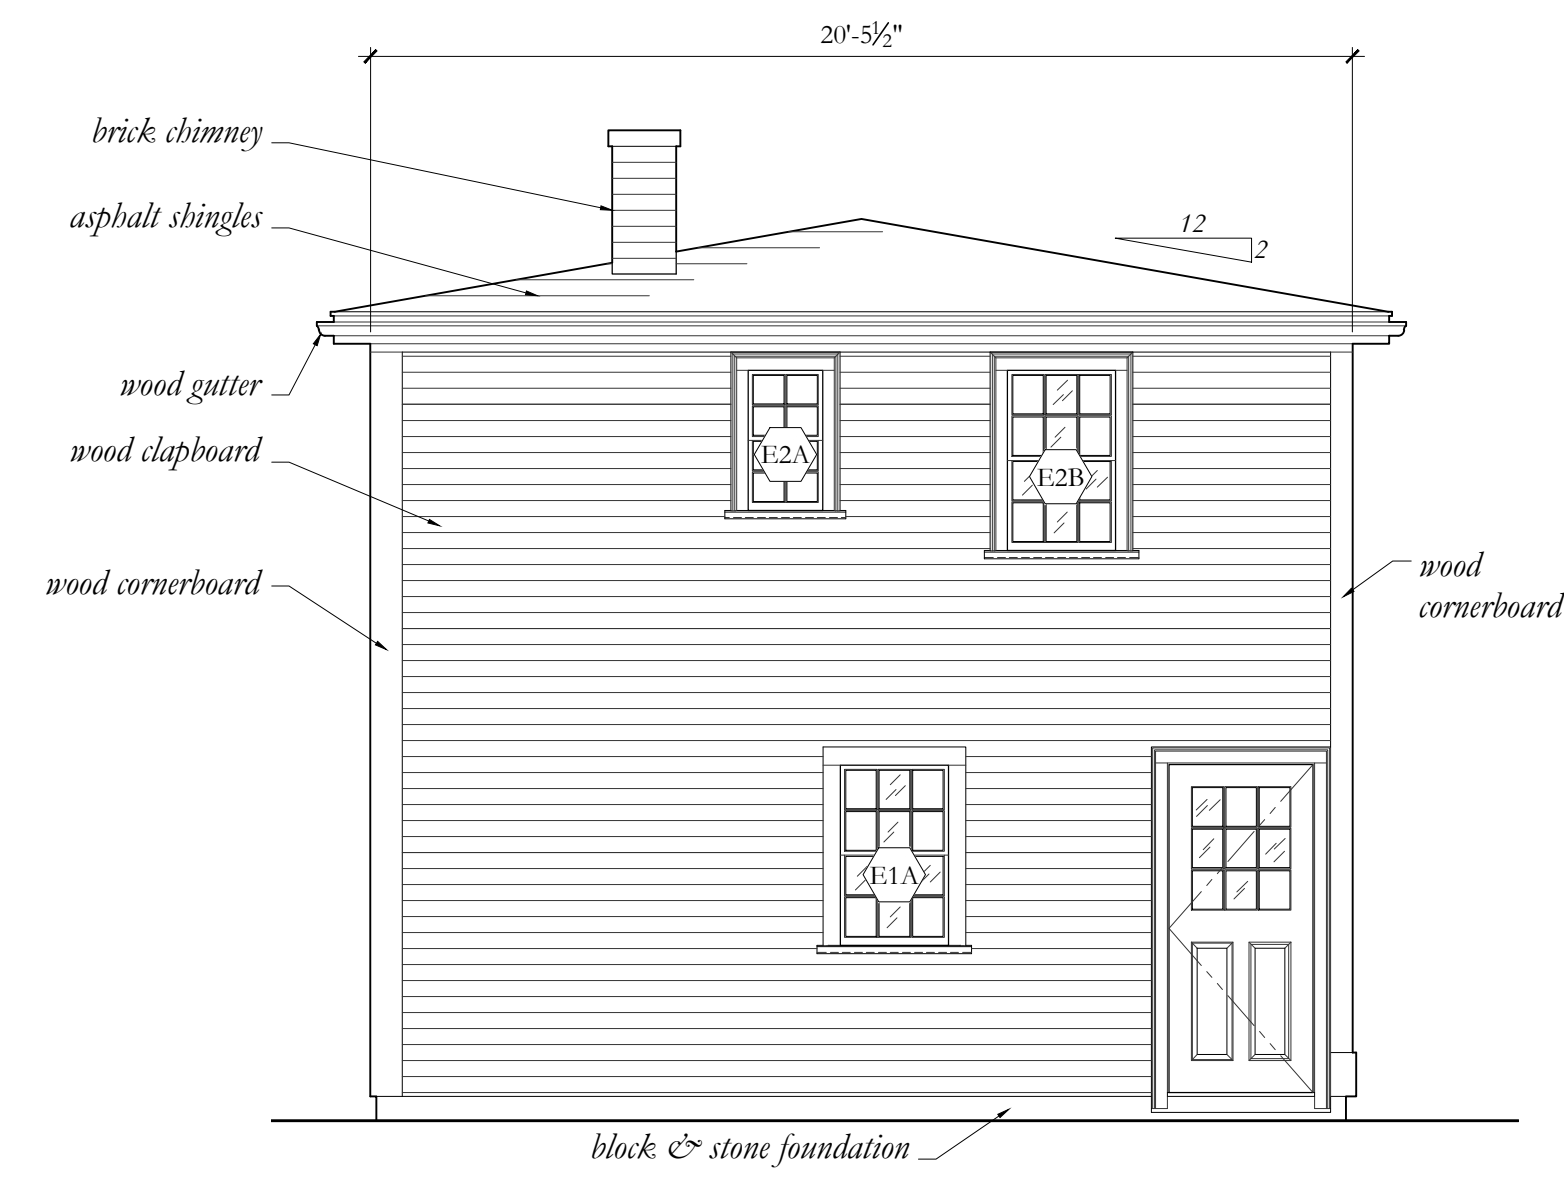 20'-5½"
brick chimney
asphalt shingles
12
2
wood gutter
wood clapboard
E2A
E2B
wood cornerboard
wood
cornerboard
E1A
block & stone foundation